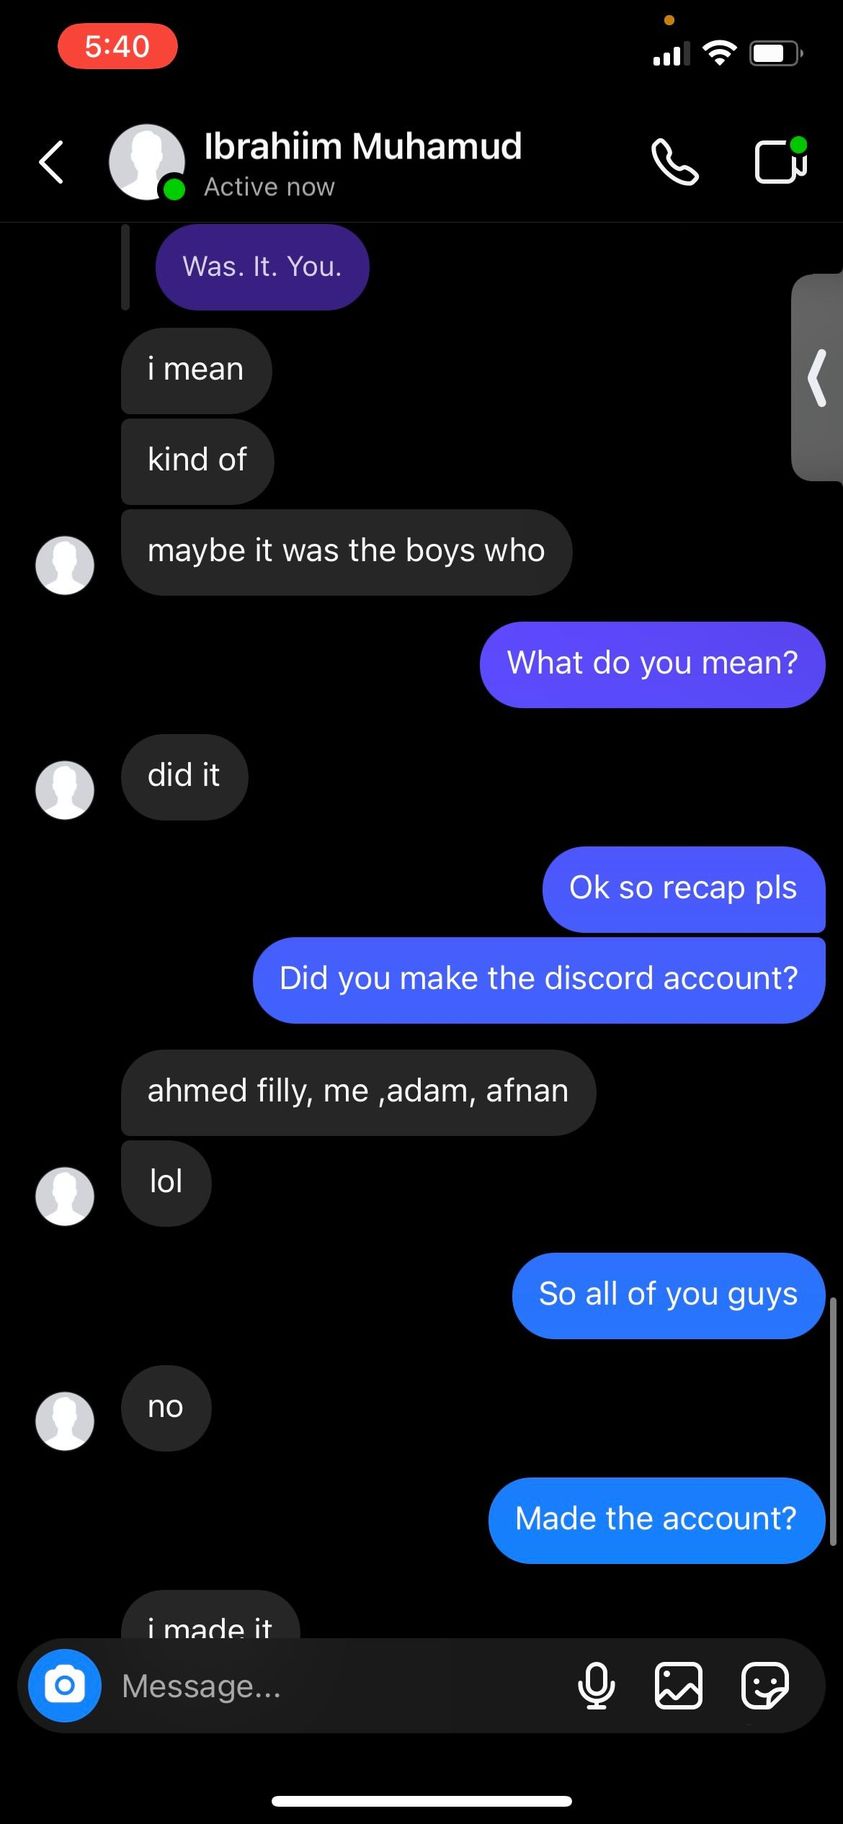 5:40
Ibrahiim Muhamud
Active now
Was. It. You.
i mean
kind of
maybe it was the boys who
What do you mean?
did it
Ok so recap pls
Did you make the discord account?
ahmed filly, me ,adam, afnan
lol
So all of you guys
no
Made the account?
i made it
Message...